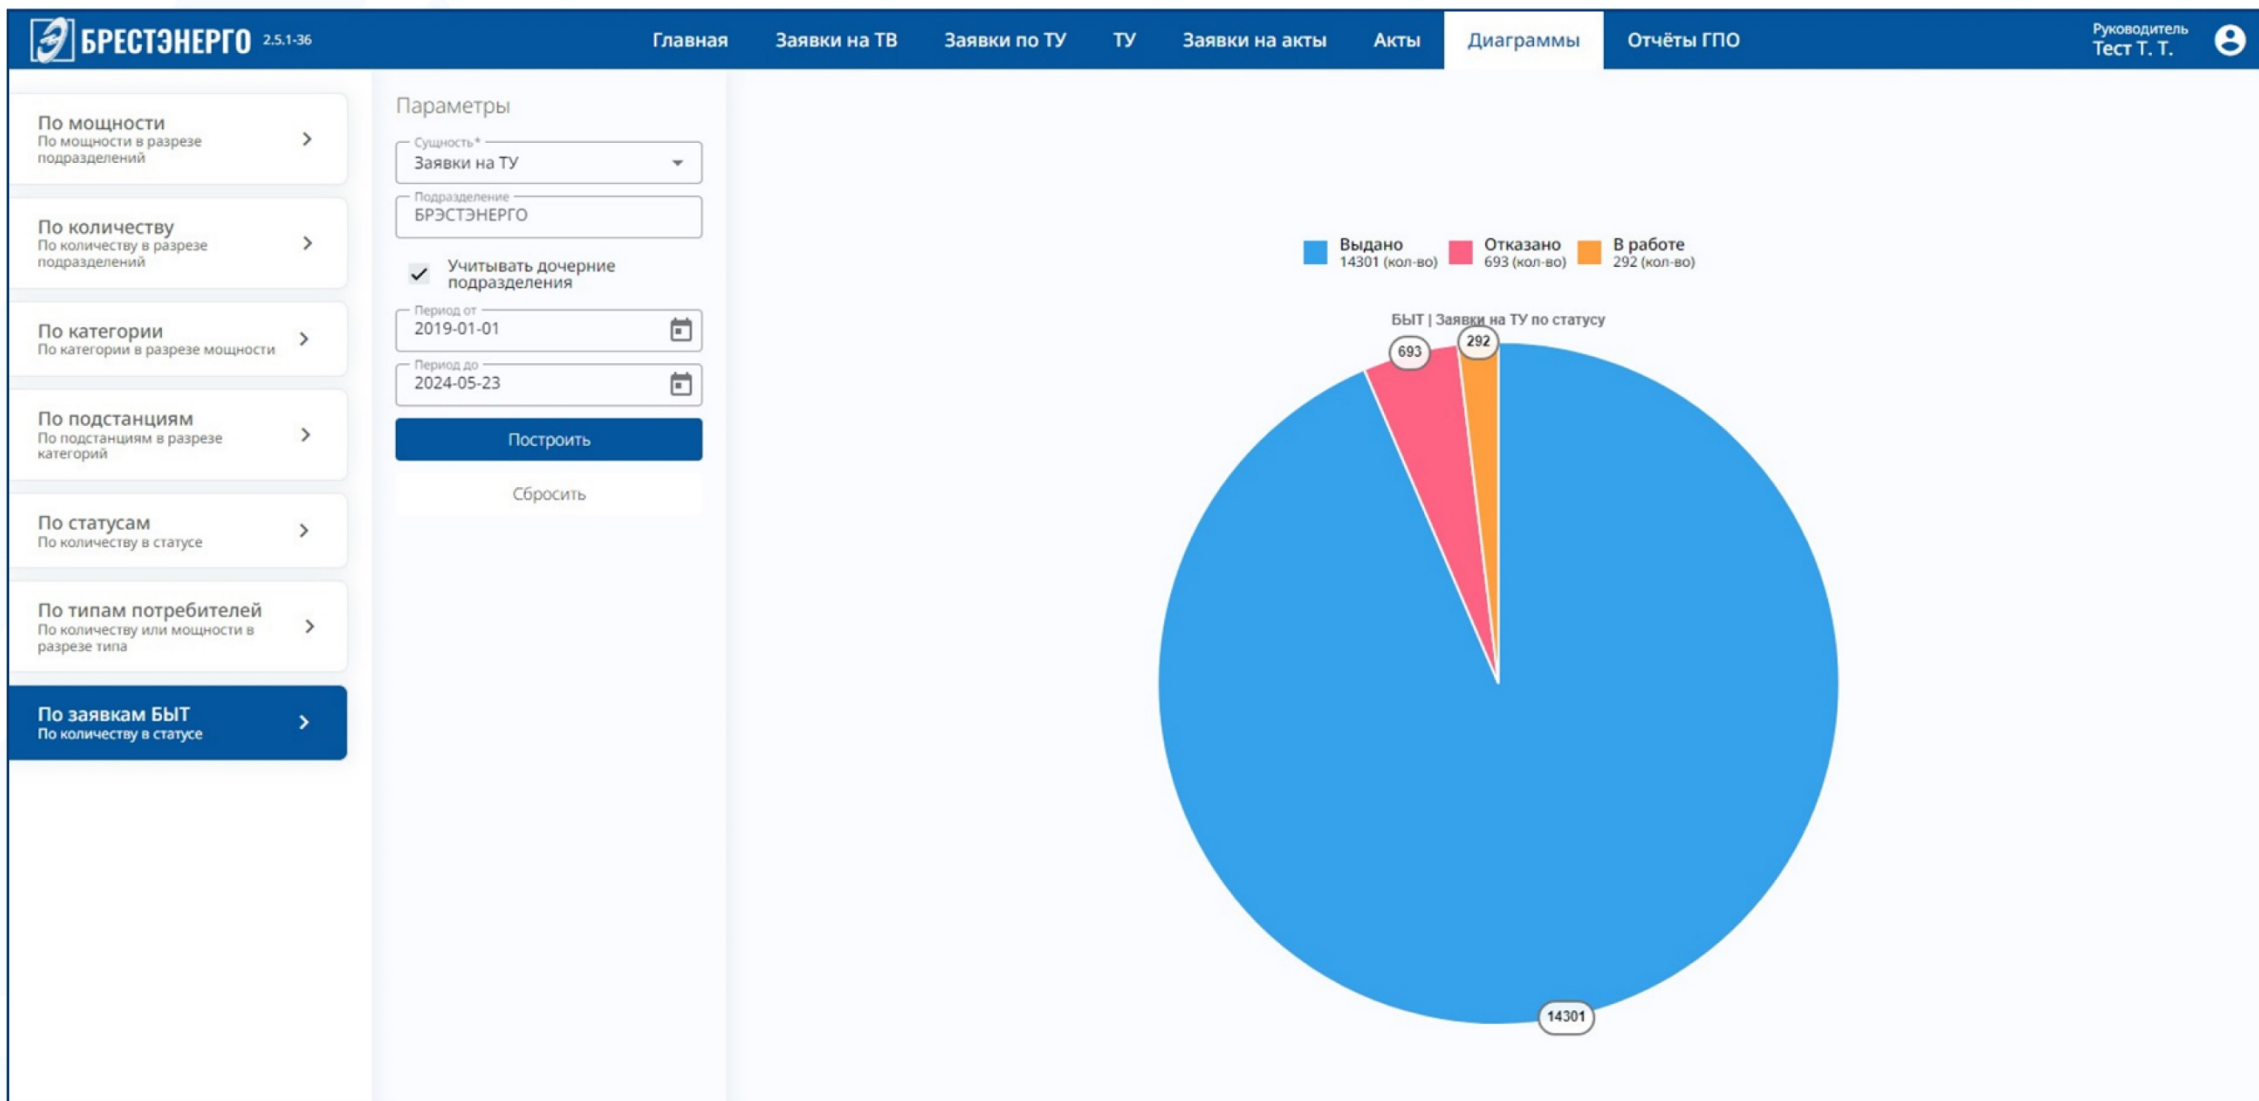 БРЕСТЭНЕРГО 2.5.1-36
Главная Заявки на ТВ Заявки по ТУ ТУ Заявки на акты Акты Диаграммы Отчёты ГПО
Руководитель
Тест Т. Т.
По мощности
По мощности в разрезе
подразделений
По количеству
По количеству в разрезе
подразделений
По категории
По категории в разрезе мощности
По подстанциям
По подстанциям в разрезе
категорий
По статусам
По количеству в статусе
По типам потребителей
По количеству или мощности в
разрезе типа
По заявкам БЫТ
По количеству в статусе
Параметры
Сущность*
Заявки на ТУ
Подразделение
БРЭСТЭНЕРГО
Учитывать дочерние
подразделения
Период от
2019-01-01
Период до
2024-05-23
Построить
Сбросить
Выдано Отказано В работе
14301 (кол-во) 693 (кол-во) 292 (кол-во)
БЫТ | Заявки на ТУ по статусу
693 292
14301